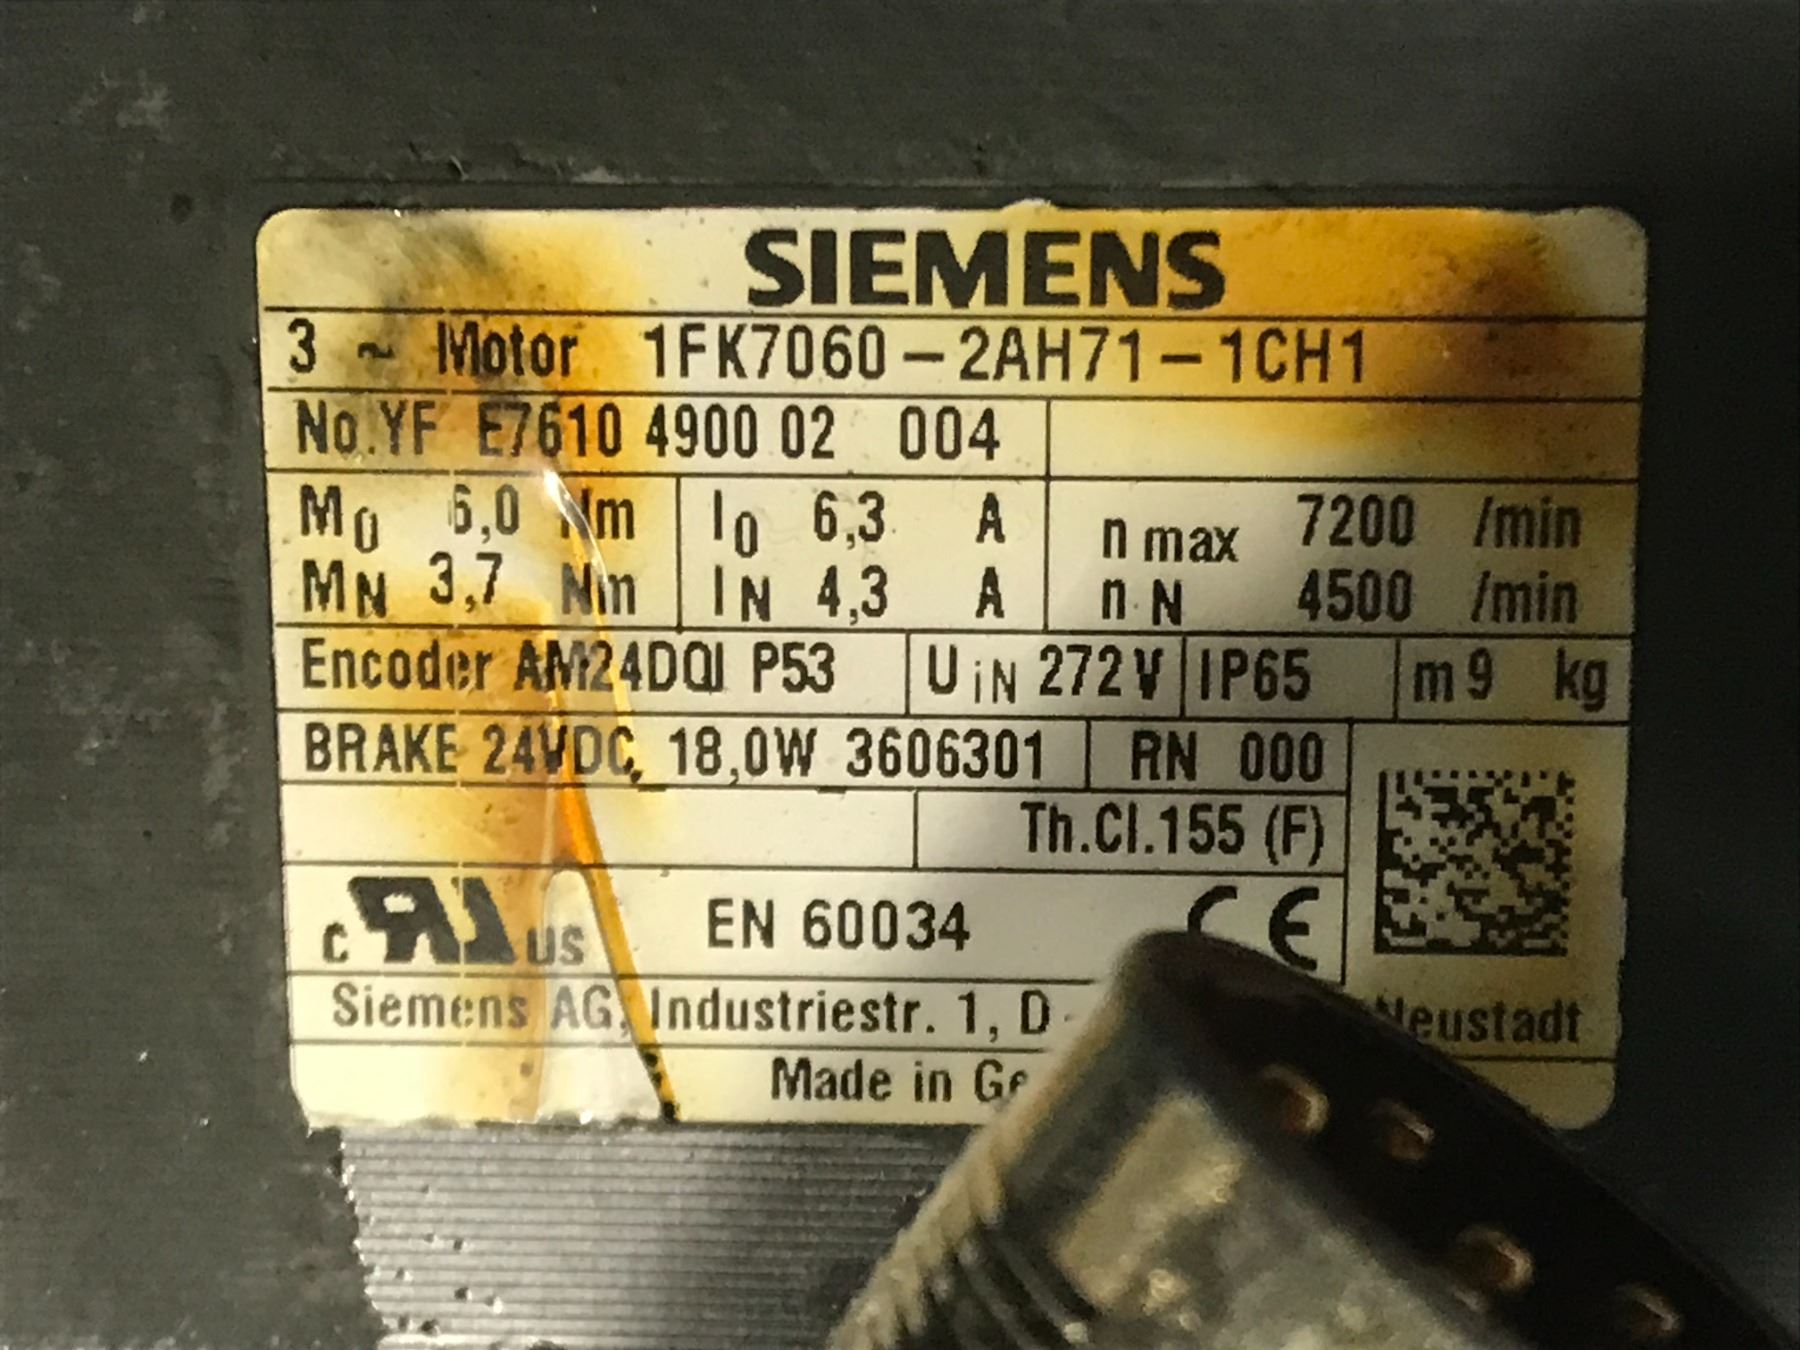 SIEMENS
3 ~ Motor 1FK7060-2AH71-1CH1
No.YF E7610 4900 02 004
M0 6,0 Nm I0 6,3 A n max 7200 /min
MN 3,7 Nm IN 4,3 A n N 4500 /min
Encoder AM24DQI P53 UiN 272V IP65 m 9 kg
BRAKE 24VDC, 18,0W 3606301 RN 000
Th.Cl.155 (F)
c RU US EN 60034 CE
Siemens AG, Industriestr. 1, D- Neustadt
Made in